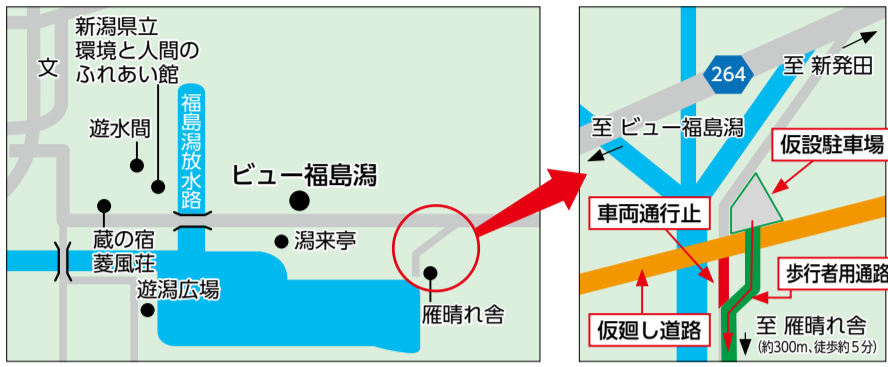 新潟県立
環境と人間の
ふれあい館
文
遊水間
福島潟放水路
ビュー福島潟
蔵の宿
菱風荘
潟来亭
遊潟広場
雁晴れ舎
264
至 新発田
至 ビュー福島潟
仮設駐車場
車両通行止
歩行者用通路
仮廻し道路
至 雁晴れ舎
(約300m、徒歩約5分)